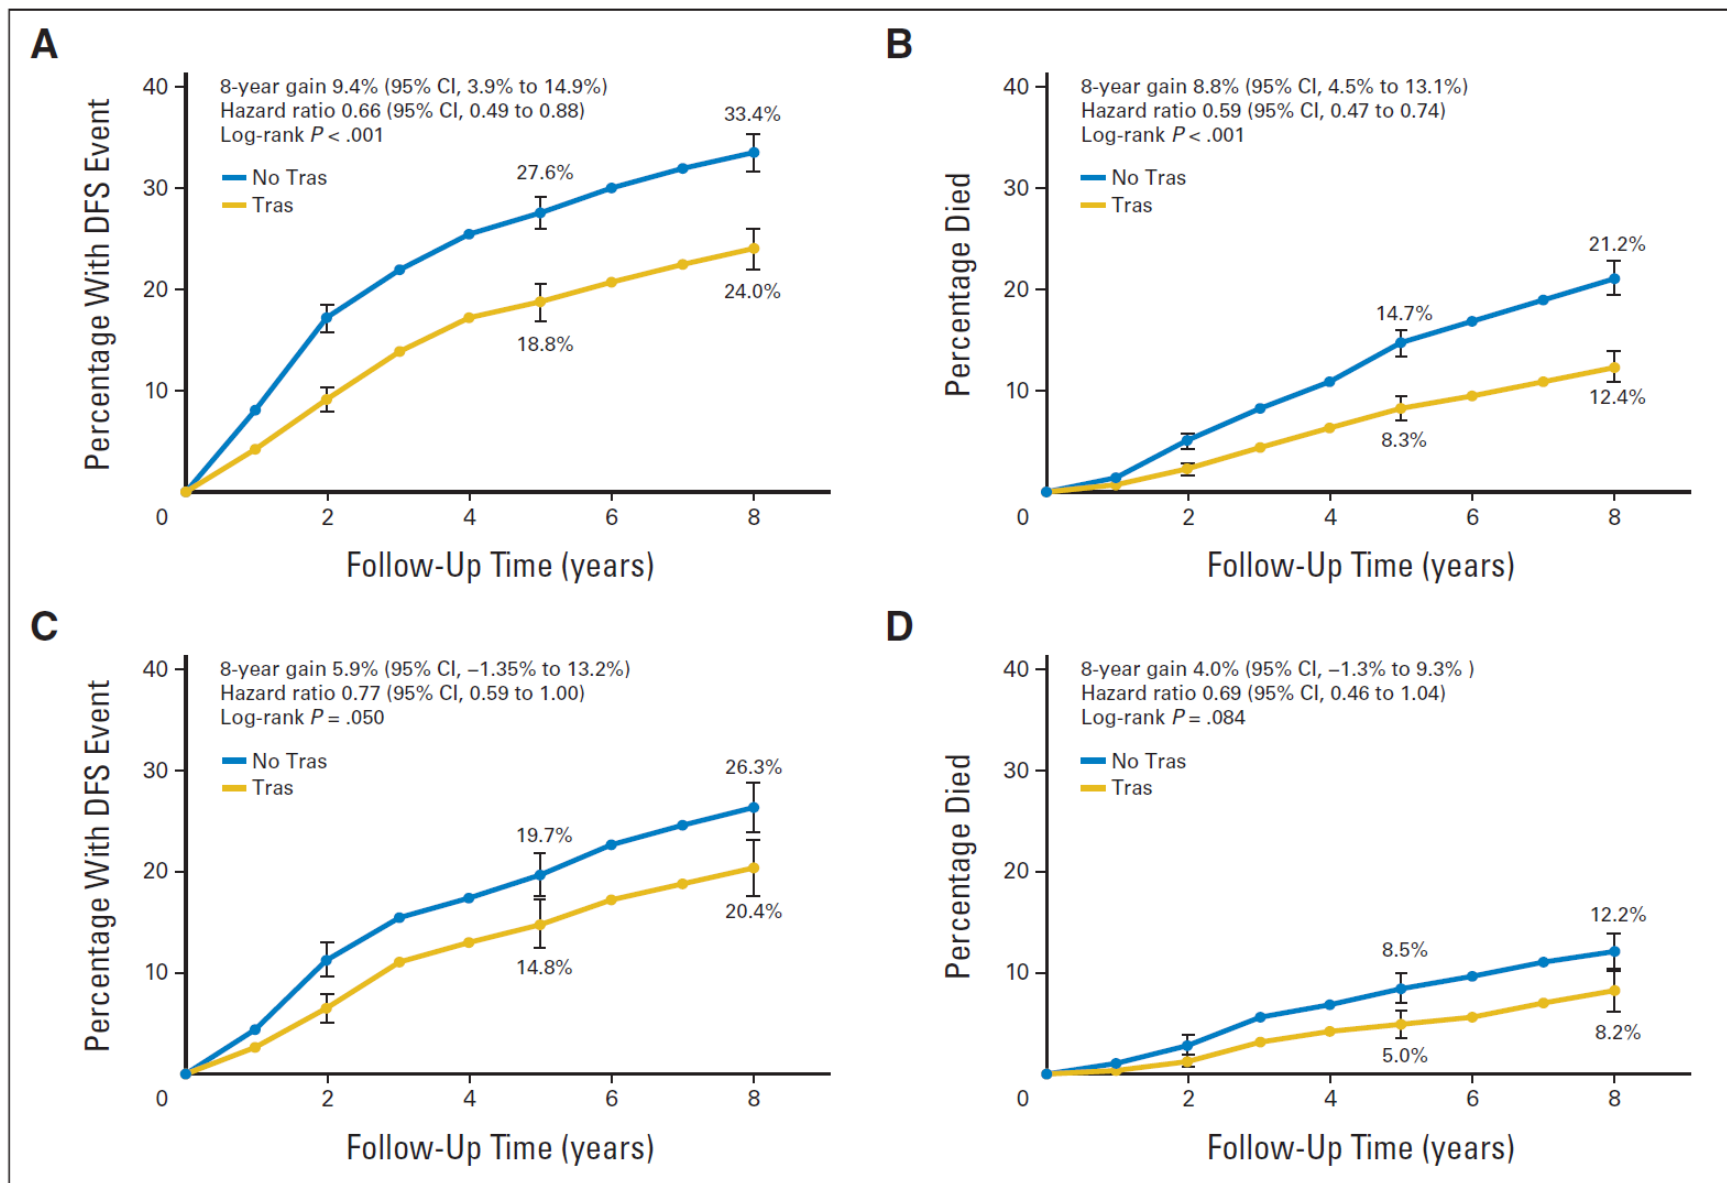 A
8-year gain 9.4% (95% CI, 3.9% to 14.9%)
Hazard ratio 0.66 (95% CI, 0.49 to 0.88)
Log-rank P < .001
No Tras
Tras
Percentage With DFS Event
40
30
20
10
0
27.6%
33.4%
18.8%
24.0%
2
4
6
8
Follow-Up Time (years)
B
8-year gain 8.8% (95% CI, 4.5% to 13.1%)
Hazard ratio 0.59 (95% CI, 0.47 to 0.74)
Log-rank P < .001
No Tras
Tras
Percentage Died
40
30
20
10
0
14.7%
21.2%
8.3%
12.4%
2
4
6
8
Follow-Up Time (years)
C
8-year gain 5.9% (95% CI, –1.35% to 13.2%)
Hazard ratio 0.77 (95% CI, 0.59 to 1.00)
Log-rank P = .050
No Tras
Tras
Percentage With DFS Event
40
30
20
10
0
19.7%
26.3%
14.8%
20.4%
2
4
6
8
Follow-Up Time (years)
D
8-year gain 4.0% (95% CI, –1.3% to 9.3% )
Hazard ratio 0.69 (95% CI, 0.46 to 1.04)
Log-rank P = .084
No Tras
Tras
Percentage Died
40
30
20
10
0
8.5%
12.2%
5.0%
8.2%
2
4
6
8
Follow-Up Time (years)